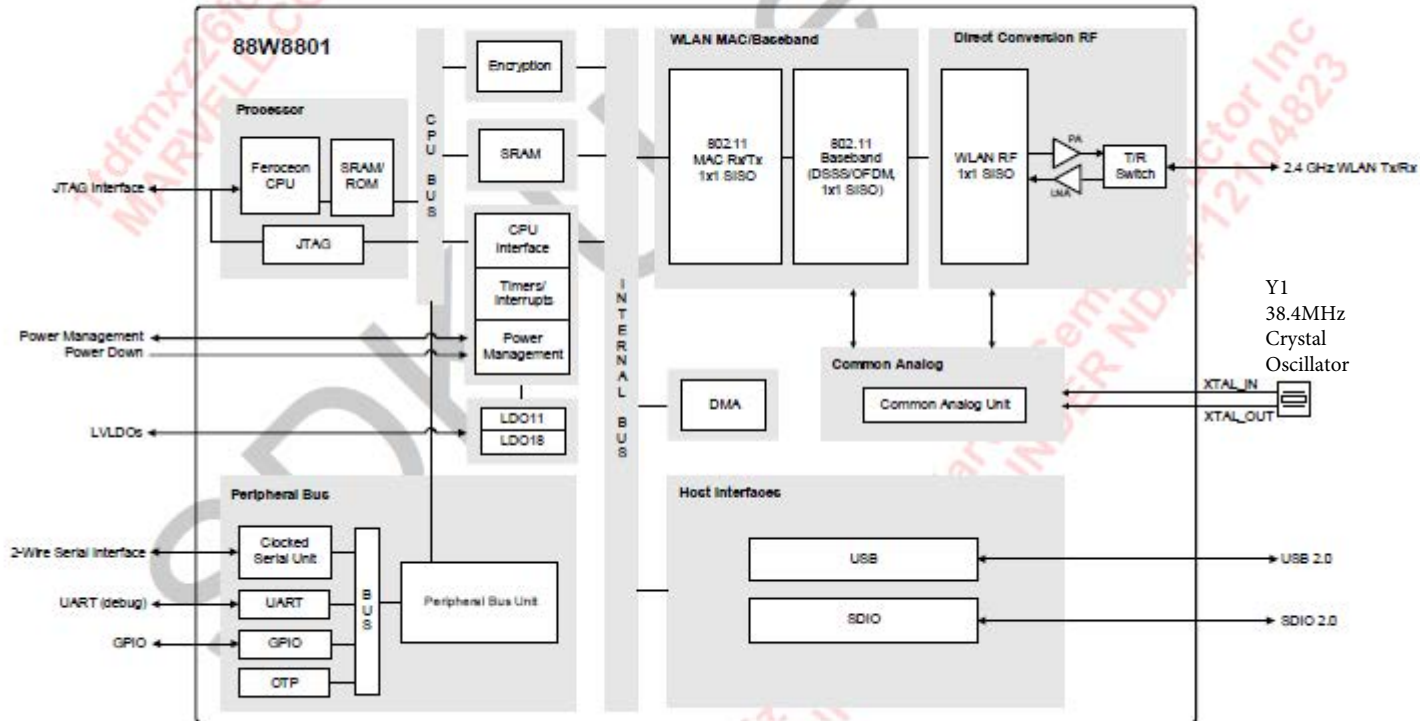 88W8801
Processor
Feroceon
CPU
SRAM/
ROM
JTAG
JTAG Interface
CPU BUS
Encryption
SRAM
CPU
Interface
Timers/
Interrupts
Power
Management
Power Management
Power Down
LDO11
LDO18
LVLDOs
INTERNAL BUS
WLAN MAC/Baseband
802.11
MAC Rx/Tx
1x1 SISO
802.11
Baseband
(DSSS/OFDM,
1x1 SISO)
Direct Conversion RF
WLAN RF
1x1 SISO
PA
LNA
T/R
Switch
2.4 GHz WLAN Tx/Rx
Y1
38.4MHz
Crystal
Oscillator
XTAL_IN
XTAL_OUT
Common Analog
Common Analog Unit
DMA
Peripheral Bus
Clocked
Serial Unit
UART
GPIO
OTP
BUS
Peripheral Bus Unit
2-Wire Serial Interface
UART (debug)
GPIO
Host Interfaces
USB
SDIO
USB 2.0
SDIO 2.0